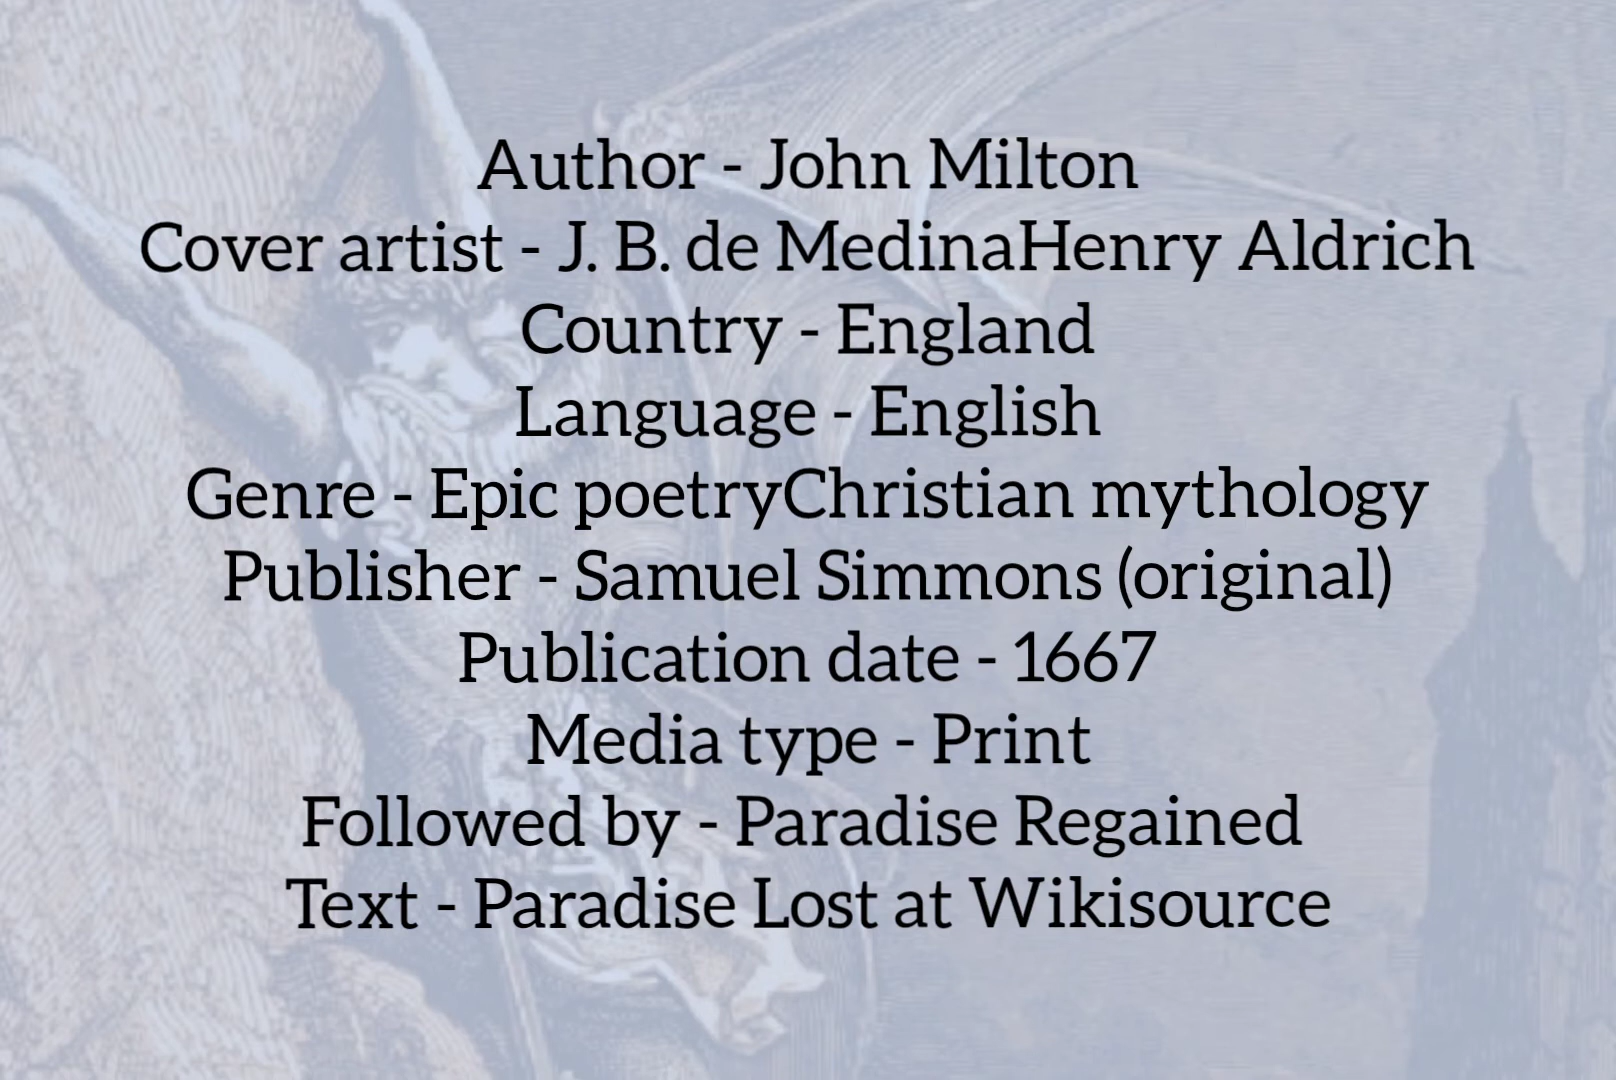 Author - John Milton
Cover artist - J. B. de MedinaHenry Aldrich
Country - England
Language - English
Genre - Epic poetryChristian mythology
Publisher - Samuel Simmons (original)
Publication date - 1667
Media type - Print
Followed by - Paradise Regained
Text - Paradise Lost at Wikisource